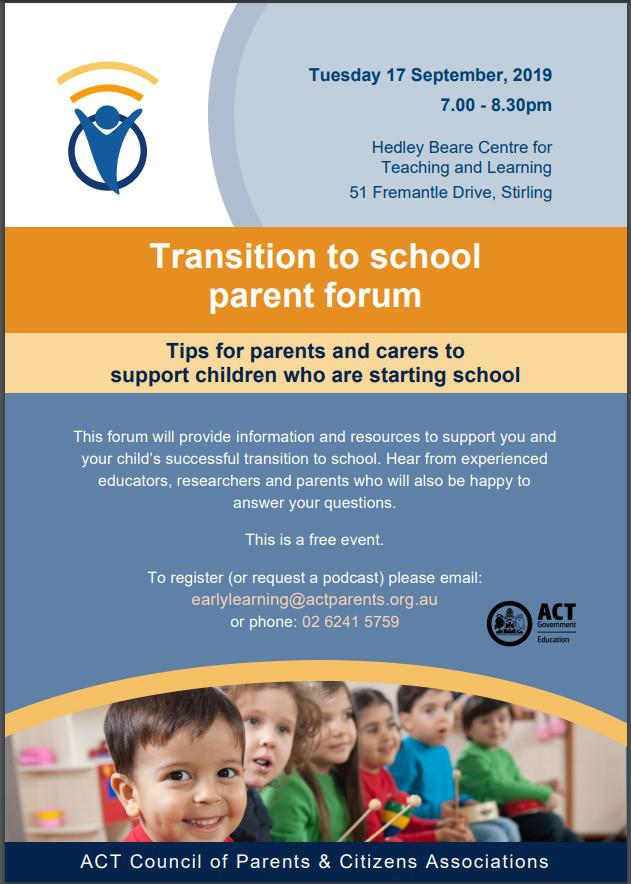 Tuesday 17 September, 2019
7.00 - 8.30pm
Hedley Beare Centre for
Teaching and Learning
51 Fremantle Drive, Stirling
Transition to school
parent forum
Tips for parents and carers to
support children who are starting school
This forum will provide information and resources to support you and
your child's successful transition to school. Hear from experienced
educators, researchers and parents who will also be happy to
answer your questions.
This is a free event.
To register (or request a podcast) please email:
earlylearning@actparents.org.au
or phone: 02 6241 5759
ACT
Government
Education
ACT Council of Parents & Citizens Associations